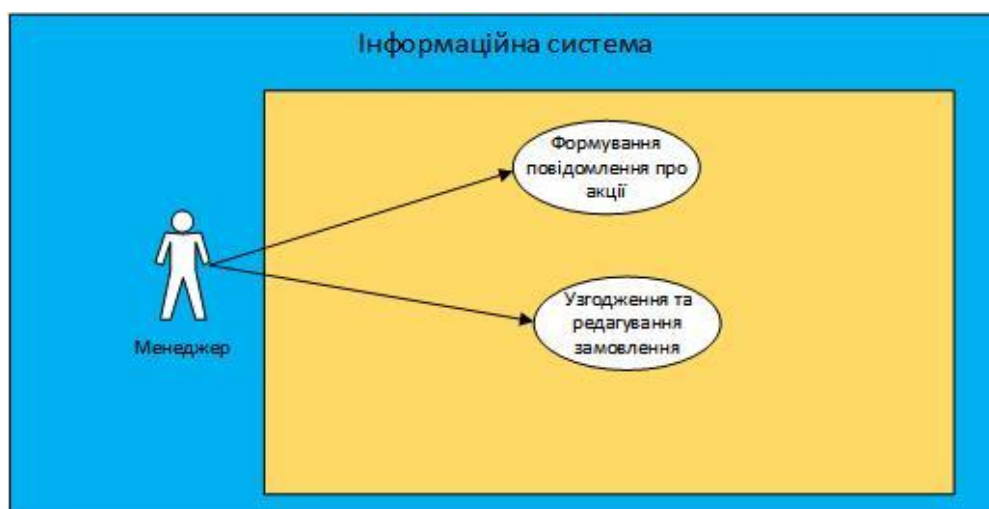 Інформаційна система
Формування
повідомлення про
акції
Узгодження та
редагування
замовлення
Менеджер